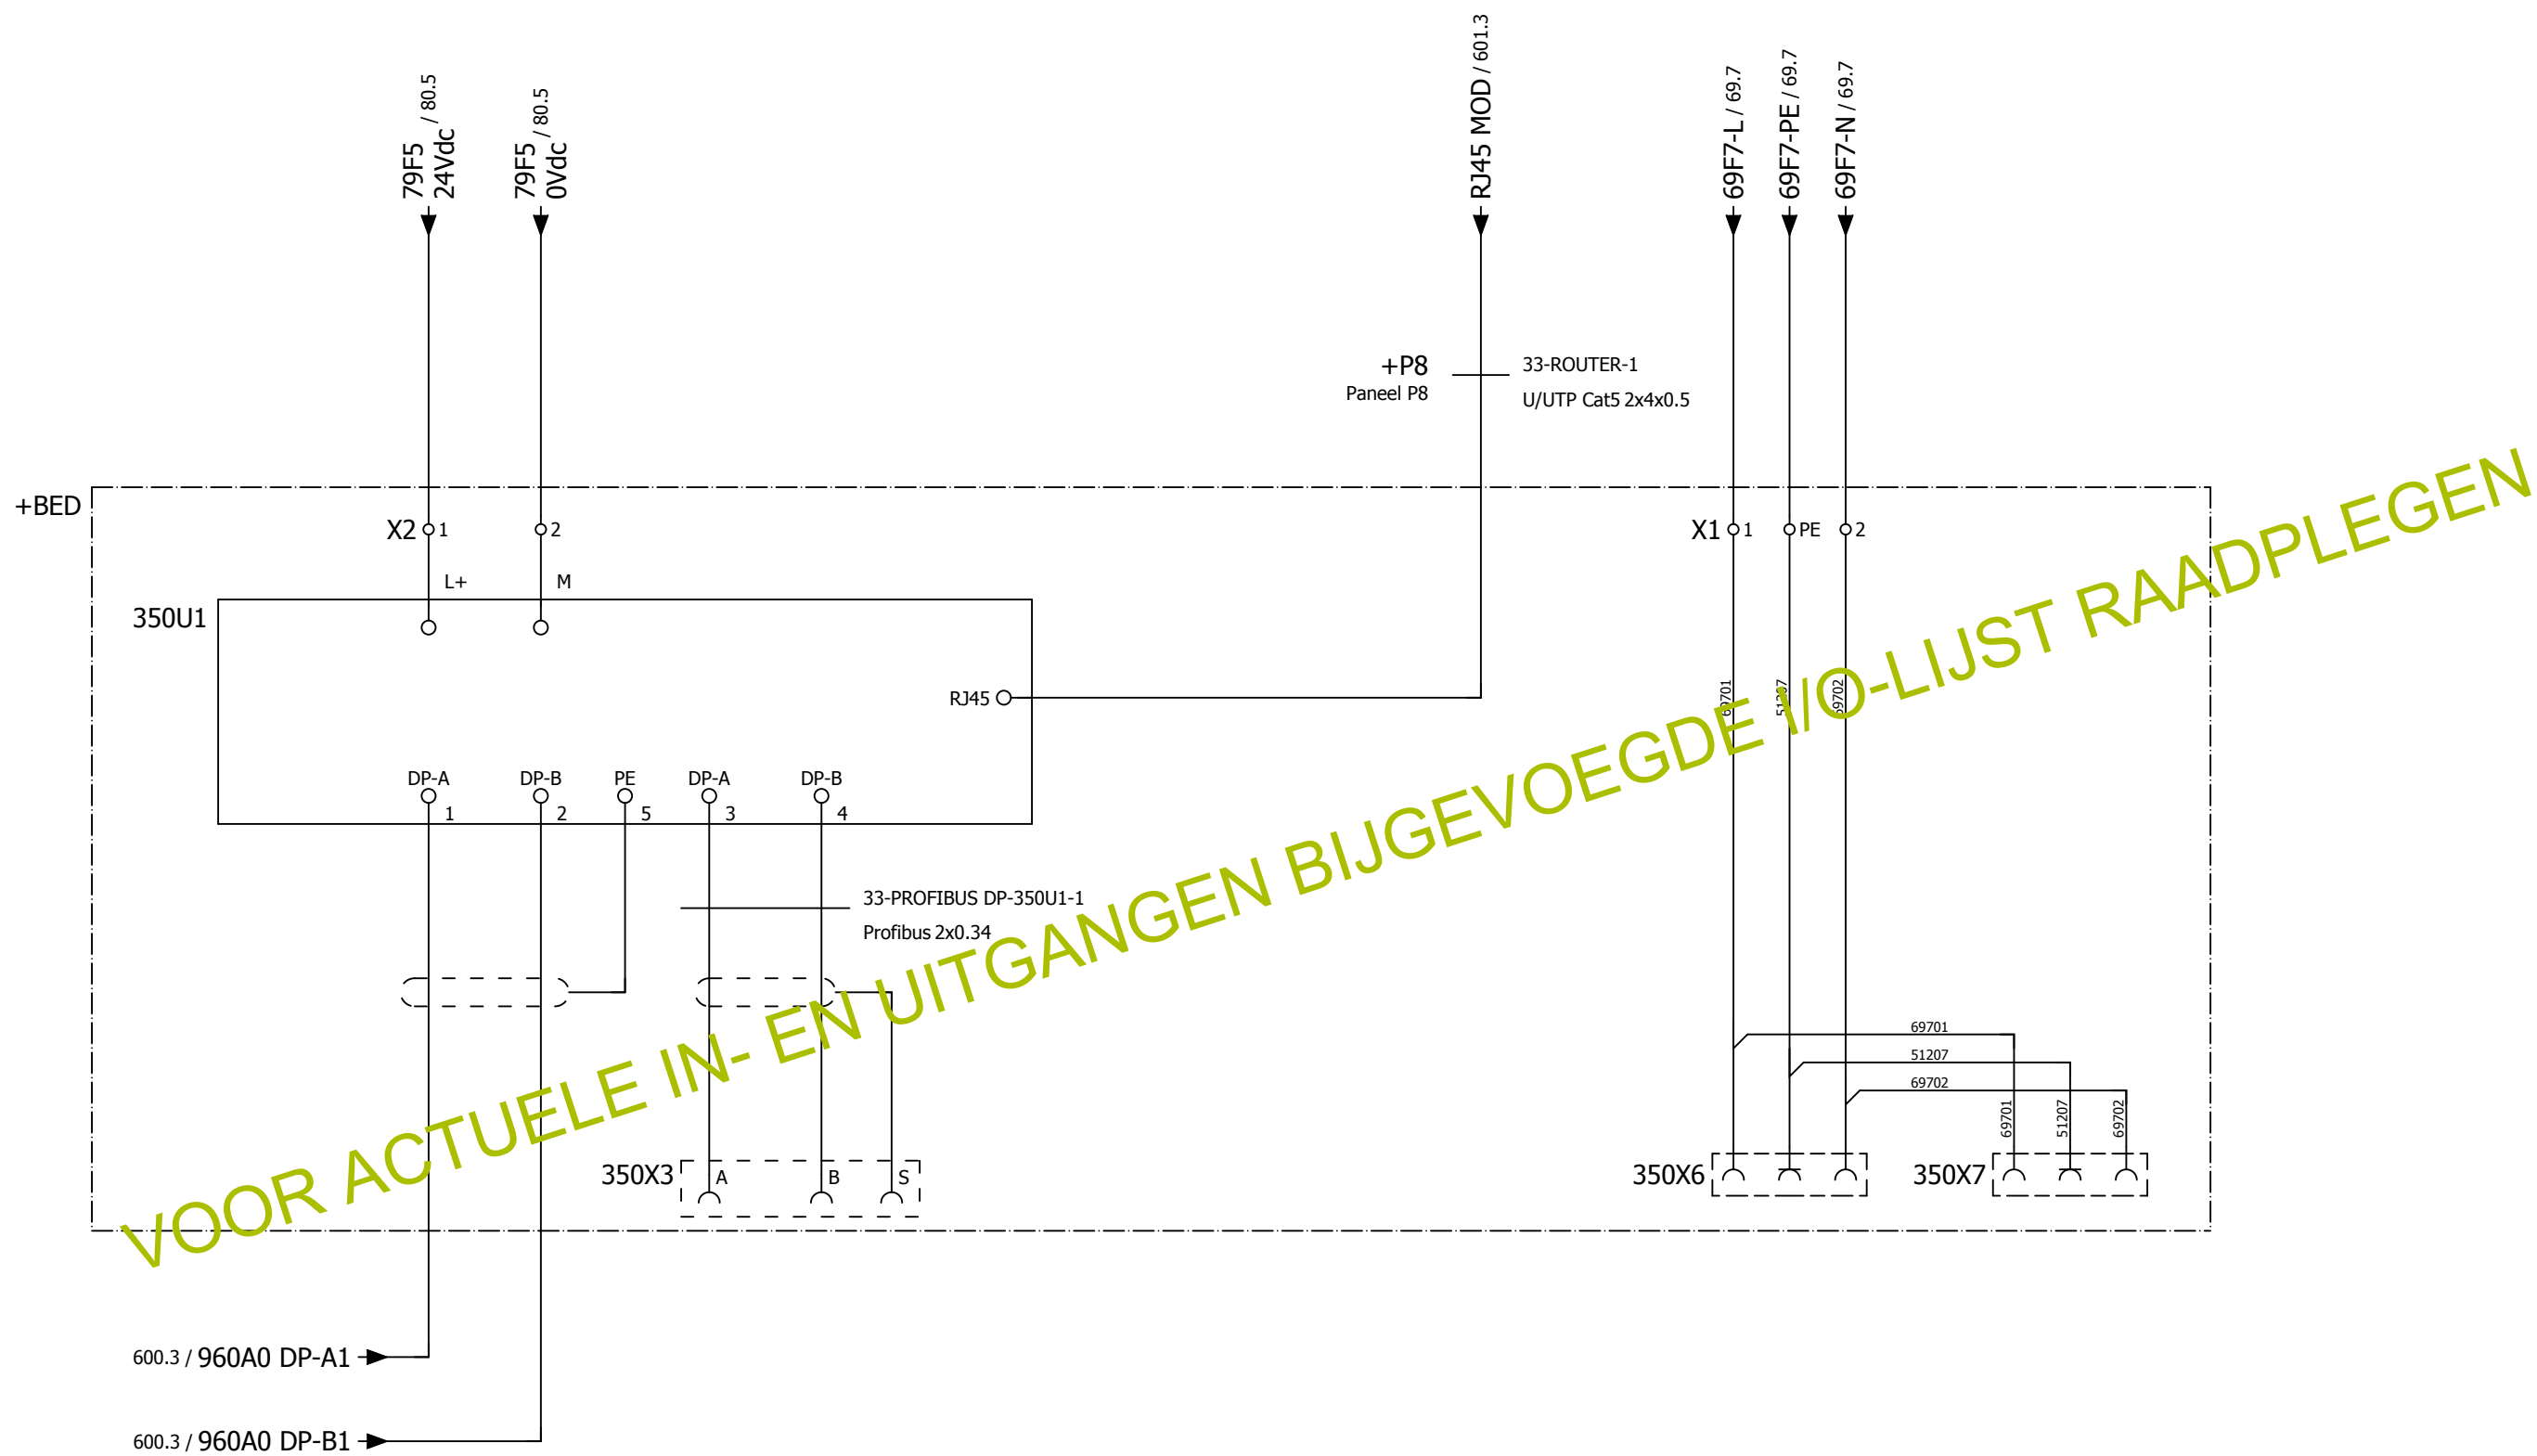 79F5
24Vdc / 80.5
79F5
0Vdc / 80.5
RJ45 MOD / 601.3
69F7-L / 69.7
69F7-PE / 69.7
69F7-N / 69.7
+P8
Paneel P8
33-ROUTER-1
U/UTP Cat5 2x4x0.5
+BED
X2 1
2
X1 1
PE
2
L+
M
350U1
RJ45
69701
51207
69702
DP-A
DP-B
PE
DP-A
DP-B
1
2
5
3
4
33-PROFIBUS DP-350U1-1
Profibus 2x0.34
69701
51207
69702
69701
51207
69702
350X3
A
B
S
350X6
350X7
600.3 / 960A0 DP-A1
600.3 / 960A0 DP-B1
VOOR ACTUELE IN- EN UITGANGEN BIJGEVOEGDE I/O-LIJST RAADPLEGEN